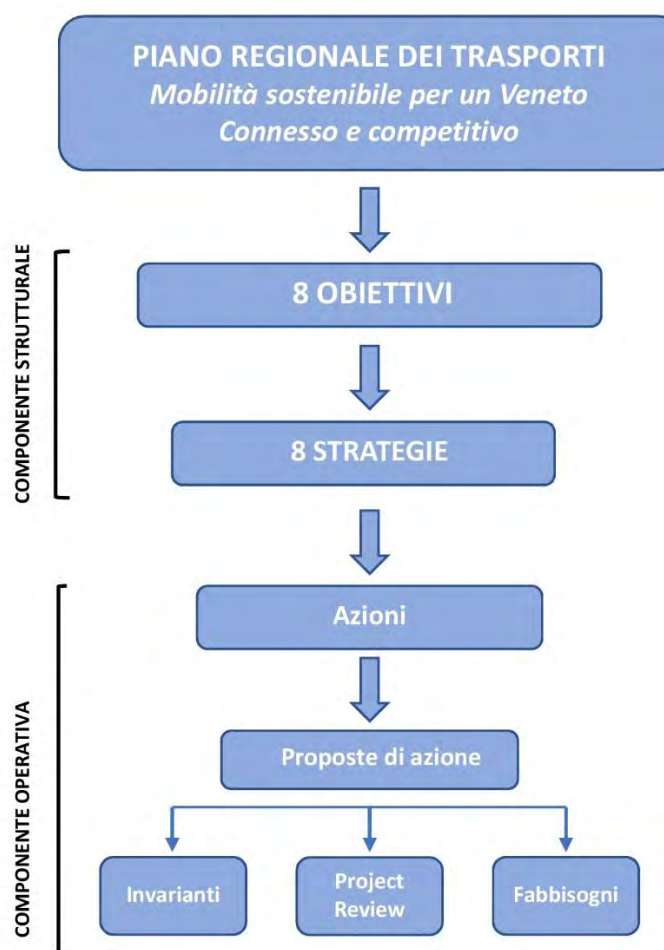 PIANO REGIONALE DEI TRASPORTI
Mobilità sostenibile per un Veneto
Connesso e competitivo
COMPONENTE STRUTTURALE
8 OBIETTIVI
8 STRATEGIE
COMPONENTE OPERATIVA
Azioni
Proposte di azione
Invarianti
Project
Review
Fabbisogni